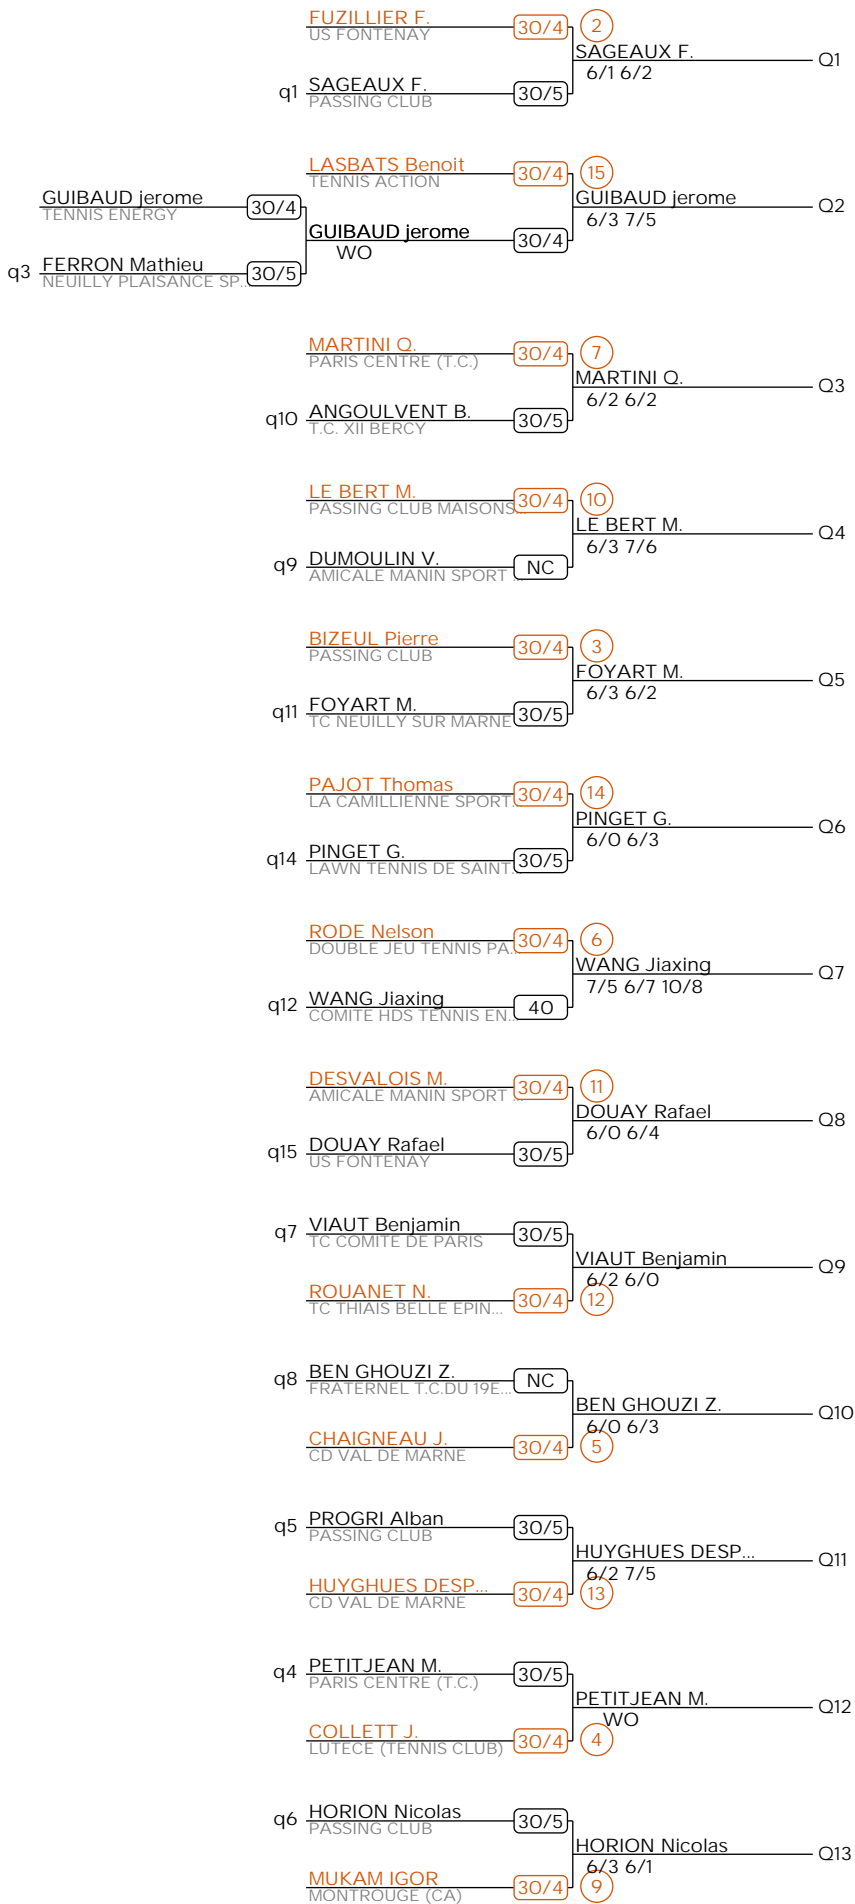 FUZILLIER F. 30/4 2
US FONTENAY
SAGEAUX F. Q1
6/1 6/2
q1 SAGEAUX F. 30/5
PASSING CLUB
LASBATS Benoit 30/4 15
TENNIS ACTION
GUIBAUD jerome 30/4 GUIBAUD jerome Q2
TENNIS ENERGY 6/3 7/5
GUIBAUD jerome 30/4
WO
q3 FERRON Mathieu 30/5
NEUILLY PLAISANCE SP...
MARTINI Q. 30/4 7
PARIS CENTRE (T.C.)
MARTINI Q. Q3
6/2 6/2
q10 ANGOULVENT B. 30/5
T.C. XII BERCY
LE BERT M. 30/4 10
PASSING CLUB MAISONS...
LE BERT M. Q4
6/3 7/6
q9 DUMOULIN V. NC
AMICALE MANIN SPORT ...
BIZEUL Pierre 30/4 3
PASSING CLUB
FOYART M. Q5
6/3 6/2
q11 FOYART M. 30/5
TC NEUILLY SUR MARNE
PAJOT Thomas 30/4 14
LA CAMILLIENNE SPORT...
PINGET G. Q6
6/0 6/3
q14 PINGET G. 30/5
LAWN TENNIS DE SAINT...
RODE Nelson 30/4 6
DOUBLE JEU TENNIS PA...
WANG Jiaxing Q7
7/5 6/7 10/8
q12 WANG Jiaxing 40
COMITE HDS TENNIS EN...
DESVALOIS M. 30/4 11
AMICALE MANIN SPORT ...
DOUAY Rafael Q8
6/0 6/4
q15 DOUAY Rafael 30/5
US FONTENAY
q7 VIAUT Benjamin 30/5
TC COMITE DE PARIS
VIAUT Benjamin Q9
6/2 6/0
ROUANET N. 30/4 12
TC THIAIS BELLE EPIN...
q8 BEN GHOUZI Z. NC
FRATERNEL T.C.DU 19E...
BEN GHOUZI Z. Q10
6/0 6/3
CHAIGNEAU J. 30/4 5
CD VAL DE MARNE
q5 PROGRI Alban 30/5
PASSING CLUB
HUYGHUES DESP... Q11
6/2 7/5
HUYGHUES DESP... 30/4 13
CD VAL DE MARNE
q4 PETITJEAN M. 30/5
PARIS CENTRE (T.C.)
PETITJEAN M. Q12
WO
COLLETT J. 30/4 4
LUTECE (TENNIS CLUB)
q6 HORION Nicolas 30/5
PASSING CLUB
HORION Nicolas Q13
6/3 6/1
MUKAM IGOR 30/4 9
MONTROUGE (CA)